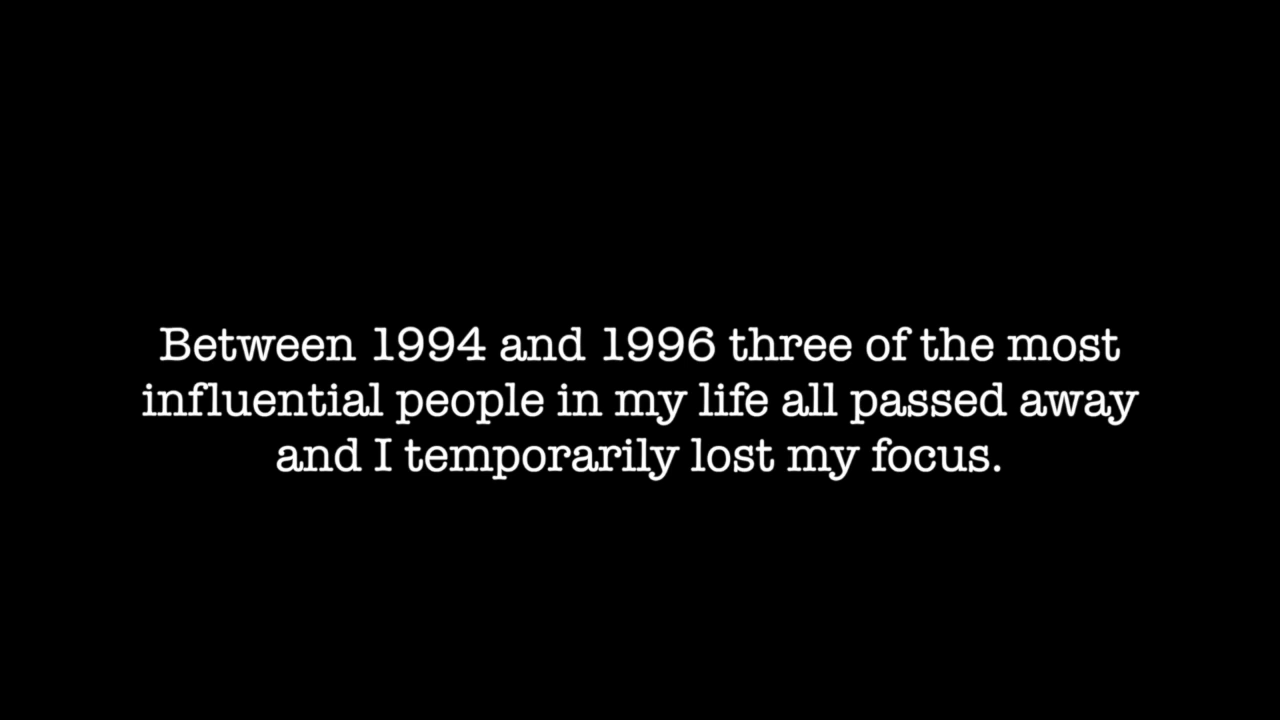 Between 1994 and 1996 three of the most
influential people in my life all passed away
and I temporarily lost my focus.